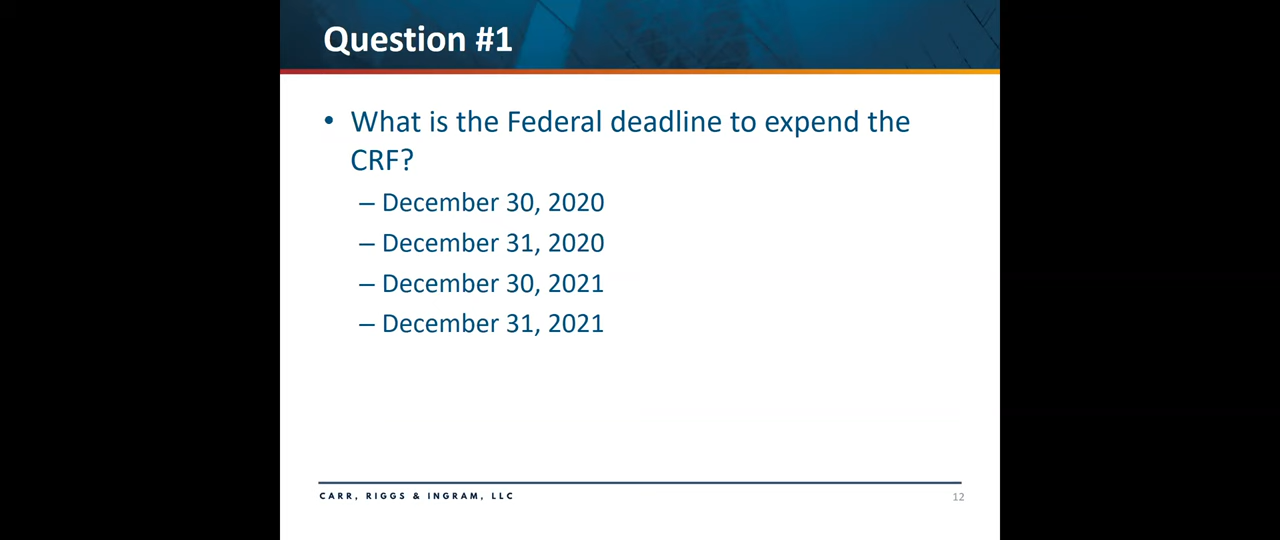 Question #1
• What is the Federal deadline to expend the
CRF?
– December 30, 2020
– December 31, 2020
– December 30, 2021
– December 31, 2021
CARR, RIGGS & INGRAM, LLC
12